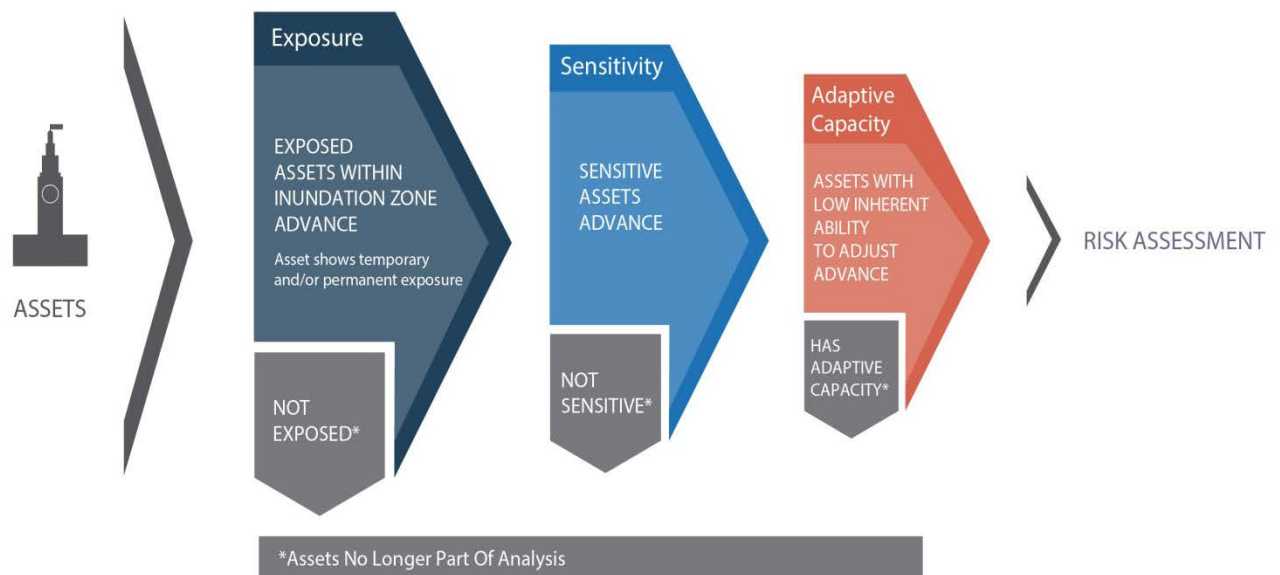 ASSETS
Exposure
EXPOSED
ASSETS WITHIN
INUNDATION ZONE
ADVANCE
Asset shows temporary
and/or permanent exposure
NOT
EXPOSED*
Sensitivity
SENSITIVE
ASSETS
ADVANCE
NOT
SENSITIVE*
Adaptive
Capacity
ASSETS WITH
LOW INHERENT
ABILITY
TO ADJUST
ADVANCE
HAS
ADAPTIVE
CAPACITY*
RISK ASSESSMENT
*Assets No Longer Part Of Analysis